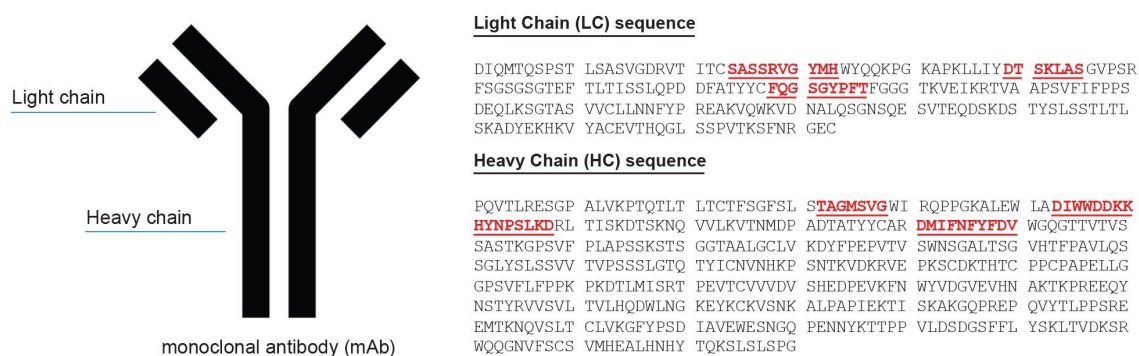 Light chain
Heavy chain
monoclonal antibody (mAb)
Light Chain (LC) sequence
DIQMTQSPST LSASVGDRVT ITCSASSRVG YMHWYQQKPG KAPKLLIYDT SKLASGVPSR
FSGSGSGTEF TLTISSLQPD DFATYYCFQG SGYPFTFGGG TKVEIKRTVA APSVFIFPPS
DEQLKSGTAS VVCLLNNFYP REAKVQWKVD NALQSGNSQE SVTEQDSKDS TYSLSSTLTL
SKADYEKHKV YACEVTHQGL SSPVTKSFNR GEC
Heavy Chain (HC) sequence
PQVTLRESGP ALVKPTQTLT LTCTFSGFSL STAGMSVGWI RQPPGKALEW LADIWWDDKK
HYNPSLKDRL TISKDTSKNQ VVLKVTNMDP ADTATYYCAR DMIFNFYFDV WGQGTTVTVS
SASTKGPSVF PLAPSSKSTS GGTAALGCLV KDYFPEPVTV SWNSGALTSG VHTFPAVLQS
SGLYSLSSVV TVPSSSLGTQ TYICNVNHKP SNTKVDKRVE PKSCDKTHTC PPCPAPELLG
GPSVFLFPPK PKDTLMISRT PEVTCVVVDV SHEDPEVKFN WYVDGVEVHN AKTKPREEQY
NSTYRVVSVL TVLHQDWLNG KEYKCKVSNK ALPAPIEKTI SKAKGQPREP QVYTLPPSRE
EMTKNQVSLT CLVKGFYPSD IAVEWESNGQ PENNYKTTPP VLDSDGSFFL YSKLTVDKSR
WQQGNVFSCS VMHEALHNHY TQKSLSLSPG